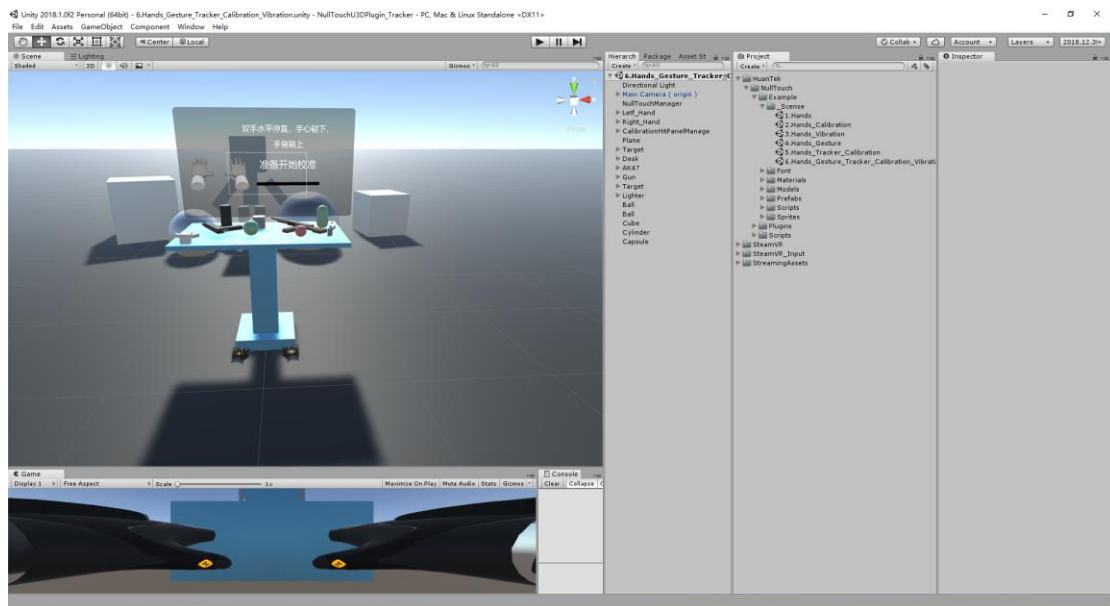 Unity 2018.1.0f2 Personal (64bit) - 6.Hands_Gesture_Tracker_Calibration_Vibration.unity - NullTouchU3DPlugin_Tracker - PC, Mac & Linux Standalone <DX11>
File Edit Assets GameObject Component Window Help
Center Local Collab Account Layers 2018.12.3
Scene Lighting
Shaded 2D Gizmos All
双手水平伸直，手心朝下，
手背朝上
准备开始校准
Persp
Game
Display 1 Free Aspect Scale 1x Maximize On Play Mute Audio Stats Gizmos
Console
Clear Collapse
Hierarch Package Asset St
Create All
6.Hands_Gesture_Tracker_C
Directional Light
Main Camera ( origin )
NullTouchManager
Letf_Hand
Right_Hand
CalibrationHitPanelManage
Plane
Target
Desk
AK47
Gun
Target
Lighter
Ball
Ball
Cube
Cylinder
Capsule
Project
Create
HuanTek
NullTouch
Example
_Scense
1.Hands
2.Hands_Calibration
3.Hands_Vibration
4.Hands_Gesture
5.Hands_Tracker_Calibration
6.Hands_Gesture_Tracker_Calibration_Vibrati
Font
Materials
Models
Prefabs
Scripts
Sprites
Plugins
Scripts
SteamVR
SteamVR_Input
StreamingAssets
Inspector